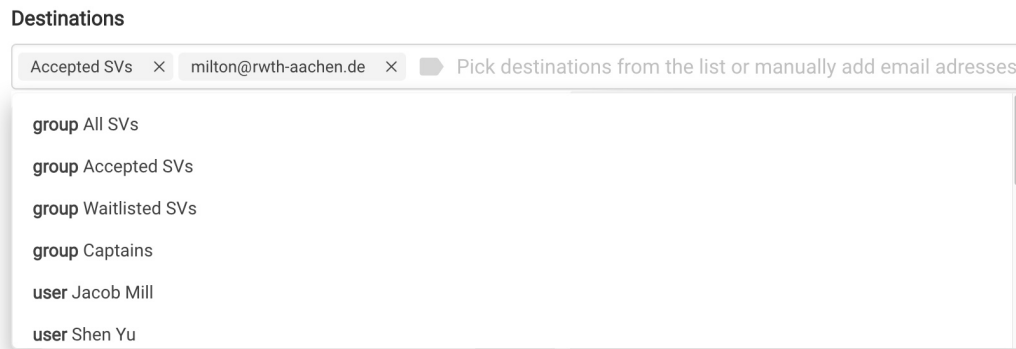 Destinations
Accepted SVs × milton@rwth-aachen.de × Pick destinations from the list or manually add email adresses
group All SVs
group Accepted SVs
group Waitlisted SVs
group Captains
user Jacob Mill
user Shen Yu